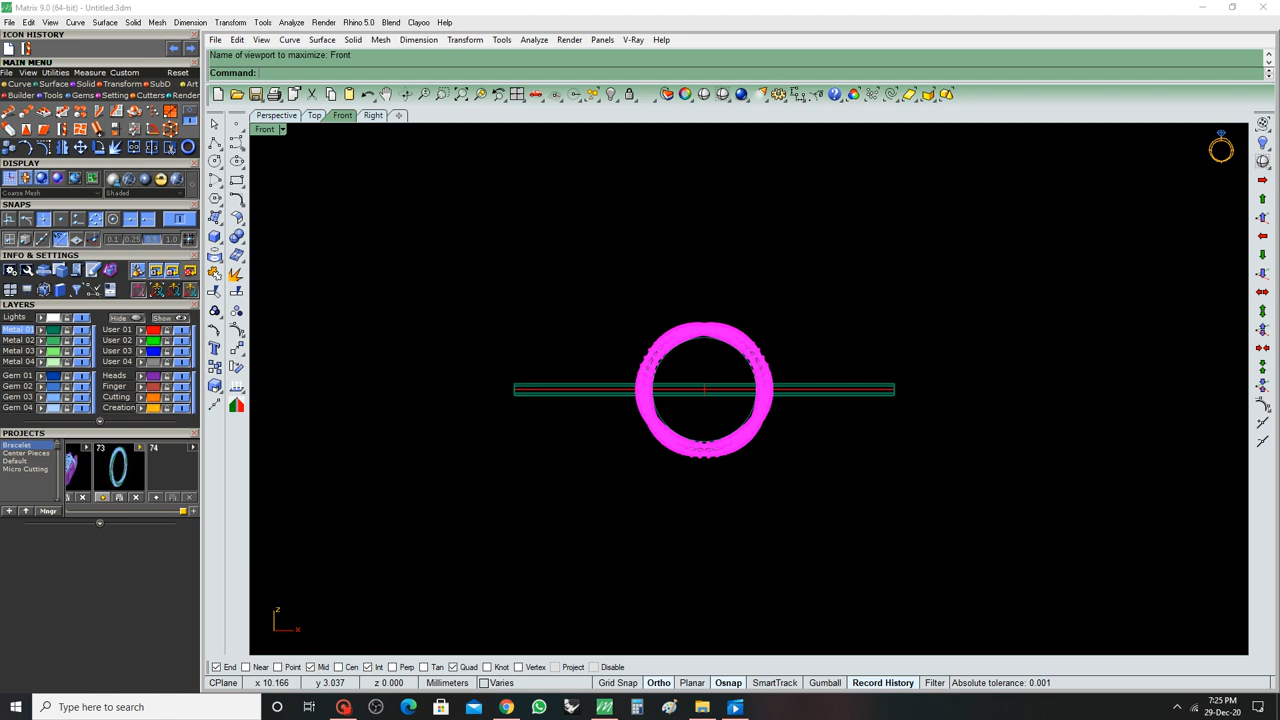 Matrix 9.0 (64-bit) - Untitled.3dm
File Edit View Curve Surface Solid Mesh Dimension Transform Tools Analyze Render Rhino 5.0 Blend Clayoo Help
ICON HISTORY
MAIN MENU
File View Utilities Measure Custom Reset
Curve Surface Solid Transform SubD Art
Builder Tools Gems Setting Cutters Render
DISPLAY
Coarse Mesh Shaded
SNAPS
0.1 0.25 0.5 1.0
INFO & SETTINGS
LAYERS
Lights Hide Show
Metal 01 User 01
Metal 02 User 02
Metal 03 User 03
Metal 04 User 04
Gem 01 Heads
Gem 02 Finger
Gem 03 Cutting
Gem 04 Creation
PROJECTS
Bracelet
Center Pieces
Default
Micro Cutting
73 74
Mngr
File Edit View Curve Surface Solid Mesh Dimension Transform Tools Analyze Render Panels V-Ray Help
Name of viewport to maximize: Front
Command:
Perspective Top Front Right
Front
z
x
End Near Point Mid Cen Int Perp Tan Quad Knot Vertex Project Disable
CPlane x 10.166 y 3.037 z 0.000 Millimeters Varies Grid Snap Ortho Planar Osnap SmartTrack Gumball Record History Filter Absolute tolerance: 0.001
Type here to search
7:25 PM
29-Dec-20